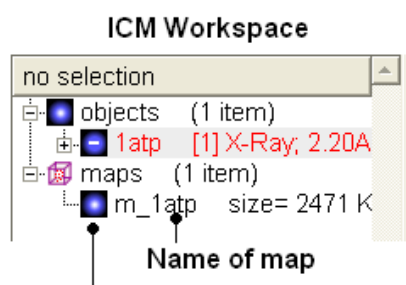 ICM Workspace
no selection
objects (1 item)
1atp [1] X-Ray; 2.20A
maps (1 item)
m_1atp size= 2471 K
Name of map